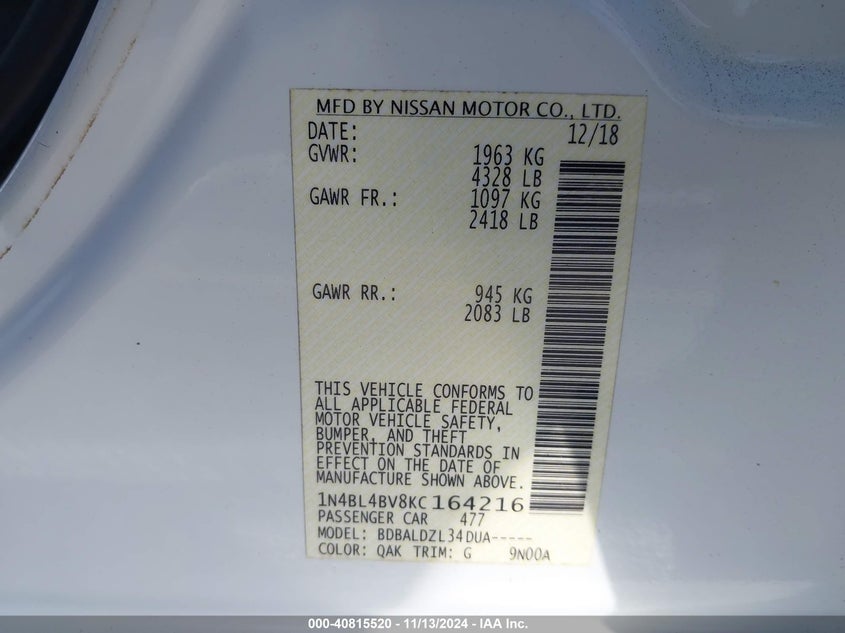 MFD BY NISSAN MOTOR CO., LTD.
DATE: 12/18
GVWR: 1963 KG
4328 LB
GAWR FR.: 1097 KG
2418 LB
GAWR RR.: 945 KG
2083 LB
THIS VEHICLE CONFORMS TO
ALL APPLICABLE FEDERAL
MOTOR VEHICLE SAFETY,
BUMPER, AND THEFT
PREVENTION STANDARDS IN
EFFECT ON THE DATE OF
MANUFACTURE SHOWN ABOVE.
1N4BL4BV8KC164216
PASSENGER CAR 477
MODEL: BDBALDZL34DUA-----
COLOR: QAK TRIM: G 9N00A
000-40815520 - 11/13/2024 - IAA Inc.